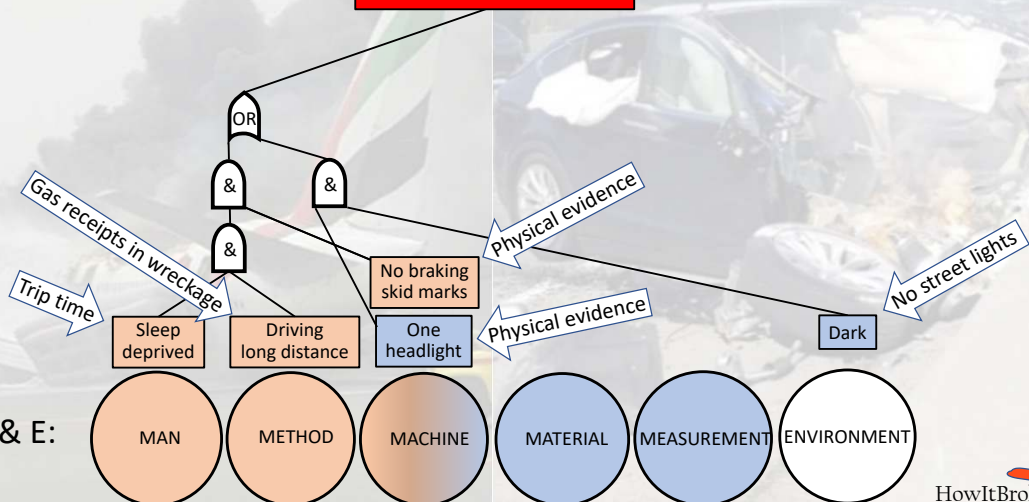 OR
&
&
&
Gas receipts in wreckage
Physical evidence
No street lights
Trip time
No braking
skid marks
Physical evidence
Sleep
deprived
Driving
long distance
One
headlight
Dark
& E:
MAN
METHOD
MACHINE
MATERIAL
MEASUREMENT
ENVIRONMENT